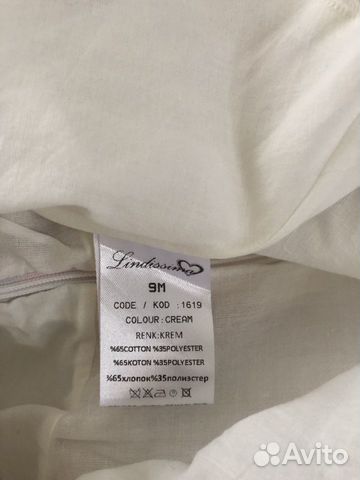 Lindissima
9M
CODE / KOD :1619
COLOUR:CREAM
RENK:KREM
%65COTTON %35POLYESTER
%65KOTON %35POLYESTER
%65хлопок%35полиэстер
Avito